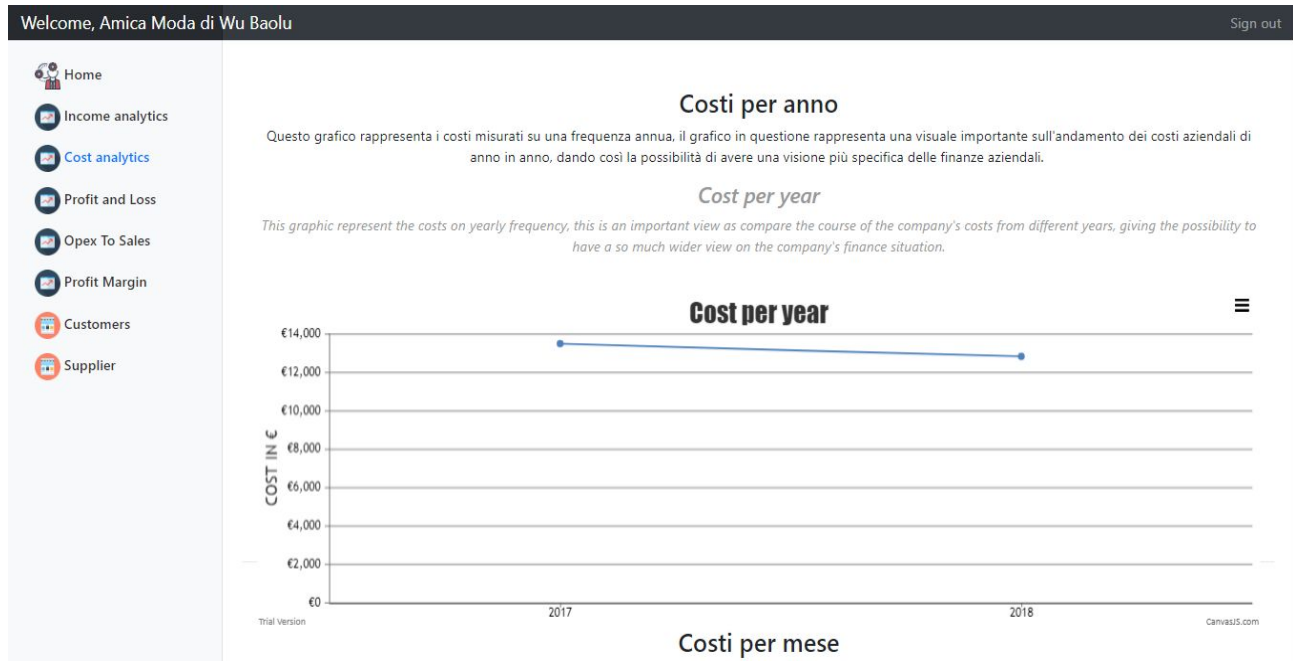 Welcome, Amica Moda di Wu Baolu
Sign out
Home
Income analytics
Cost analytics
Profit and Loss
Opex To Sales
Profit Margin
Customers
Supplier
Costi per anno
Questo grafico rappresenta i costi misurati su una frequenza annua, il grafico in questione rappresenta una visuale importante sull'andamento dei costi aziendali di
anno in anno, dando così la possibilità di avere una visione più specifica delle finanze aziendali.
Cost per year
This graphic represent the costs on yearly frequency, this is an important view as compare the course of the company's costs from different years, giving the possibility to
have a so much wider view on the company's finance situation.
Cost per year
COST IN €
€14,000
€12,000
€10,000
€8,000
€6,000
€4,000
€2,000
€0
2017
2018
Trial Version
CanvasJS.com
Costi per mese